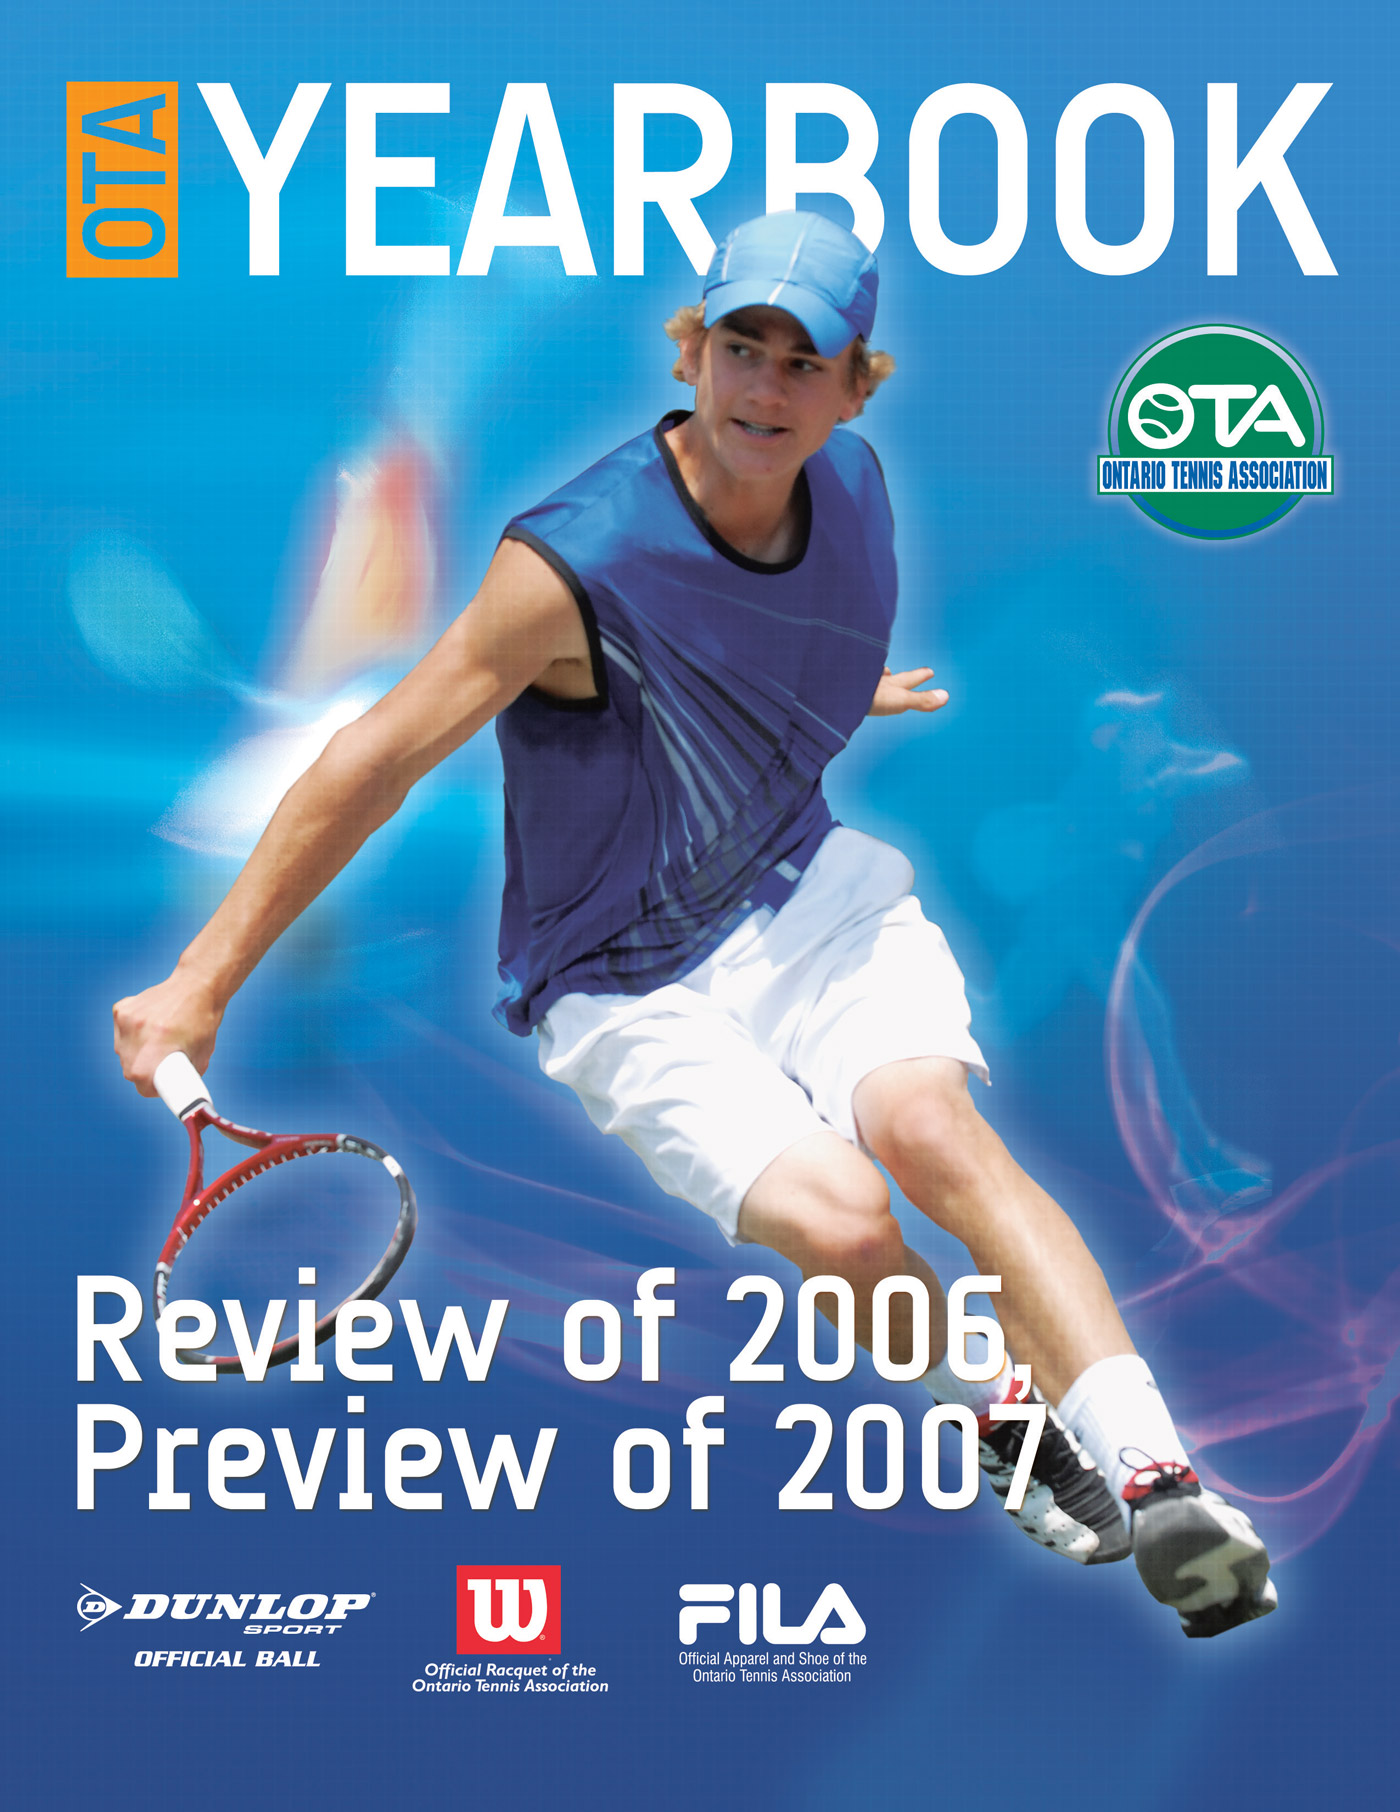 OTA
YEARBOOK
OTA
ONTARIO TENNIS ASSOCIATION
Review of 2006,
Preview of 2007
D DUNLOP®
SPORT
OFFICIAL BALL
W®
Official Racquet of the
Ontario Tennis Association
FILA
Official Apparel and Shoe of the
Ontario Tennis Association